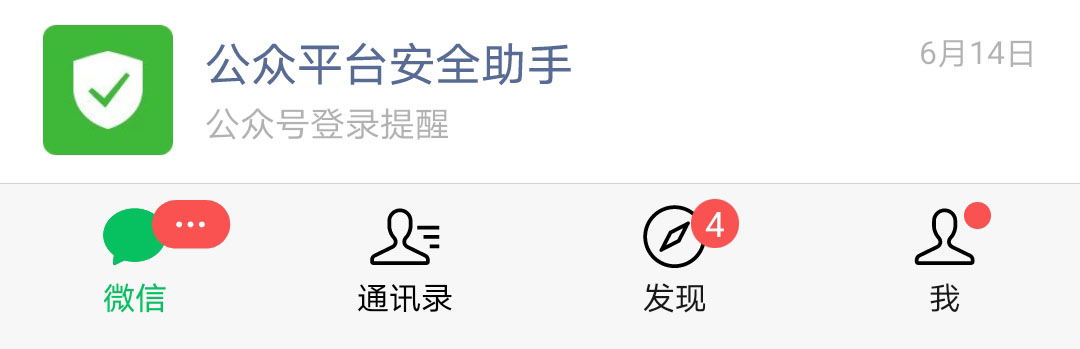 公众平台安全助手
6月14日
公众号登录提醒
...
4
微信
通讯录
发现
我